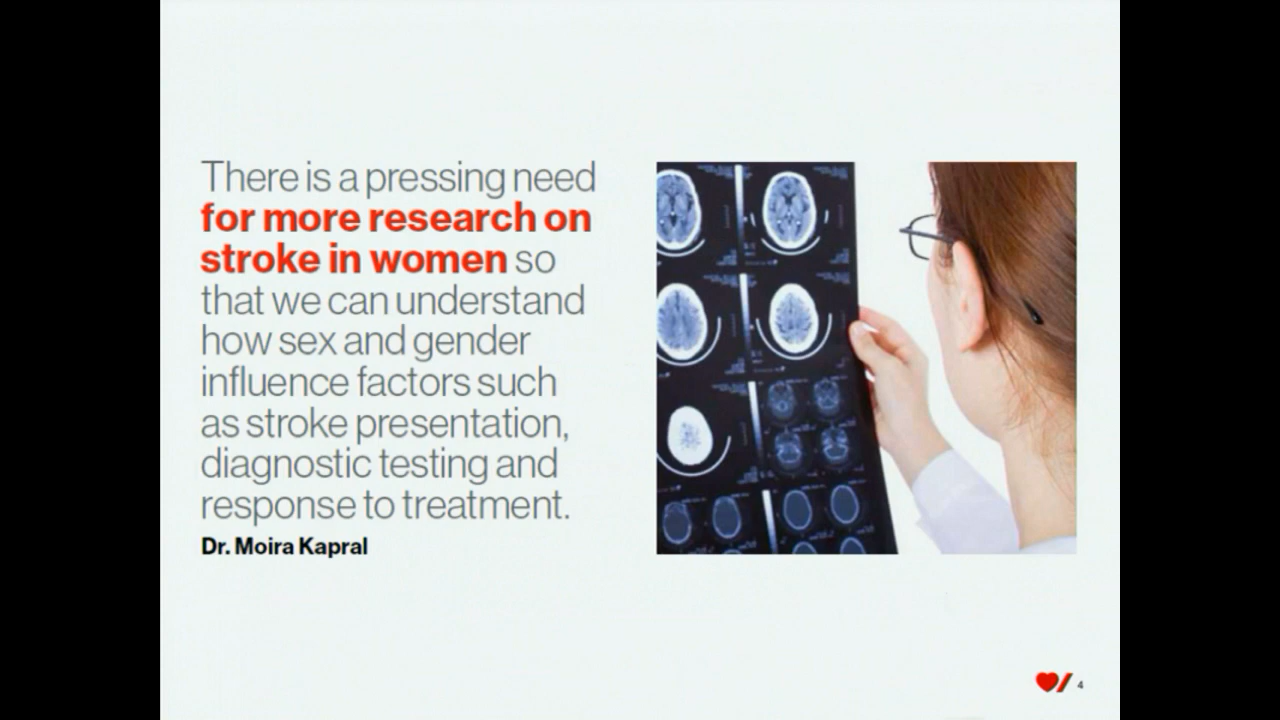 There is a pressing need
for more research on
stroke in women so
that we can understand
how sex and gender
influence factors such
as stroke presentation,
diagnostic testing and
response to treatment.
Dr. Moira Kapral
4